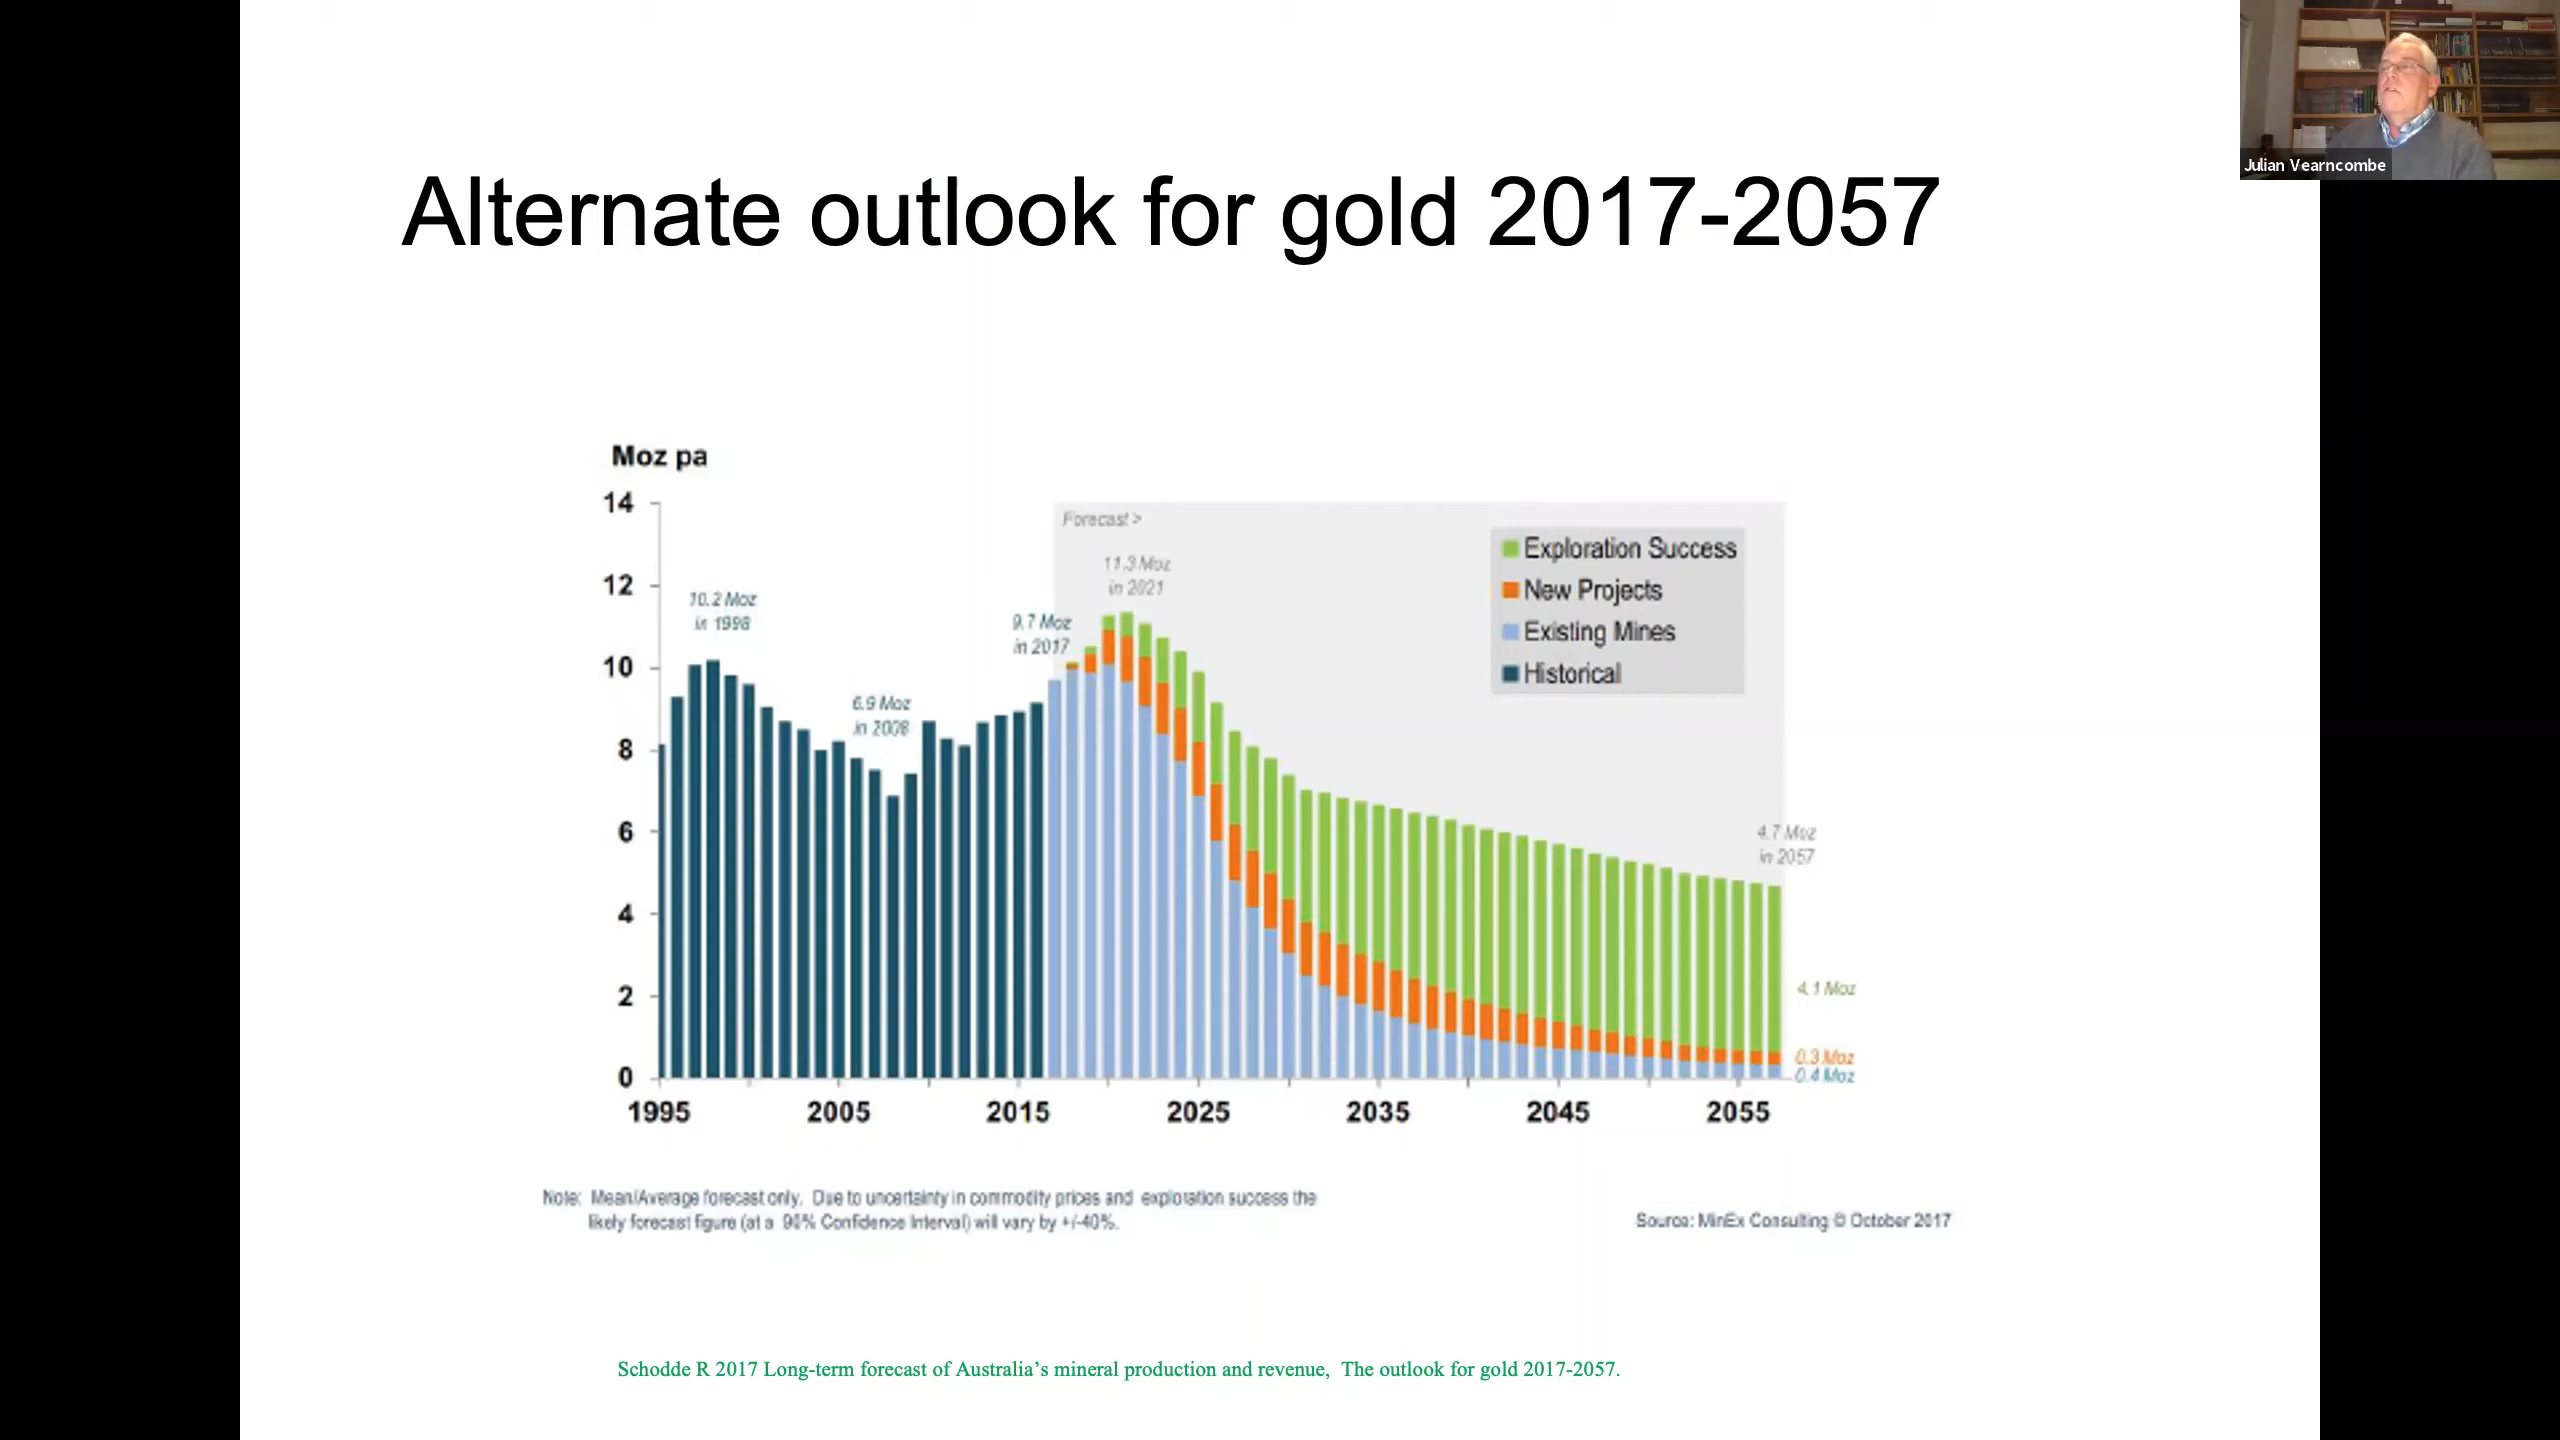 Julian Vearncombe
Alternate outlook for gold 2017-2057
Moz pa
14
12
10
8
6
4
2
0
Forecast >
11.3 Moz
in 2021
10.2 Moz
in 1998
9.7 Moz
in 2017
6.9 Moz
in 2008
Exploration Success
New Projects
Existing Mines
Historical
4.7 Moz
in 2057
4.1 Moz
0.3 Moz
0.4 Moz
1995 2005 2015 2025 2035 2045 2055
Note: Mean/Average forecast only. Due to uncertainty in commodity prices and exploration success the
likely forecast figure (at a 90% Confidence Interval) will vary by +/-40%.
Source: MinEx Consulting © October 2017
Schodde R 2017 Long-term forecast of Australia’s mineral production and revenue, The outlook for gold 2017-2057.